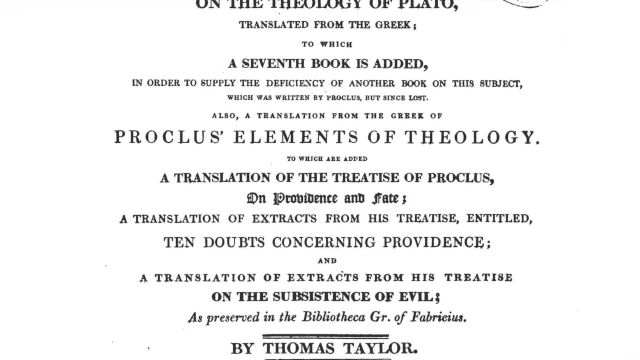 ON THE THEOLOGY OF PLATO,
TRANSLATED FROM THE GREEK;
TO WHICH
A SEVENTH BOOK IS ADDED,
IN ORDER TO SUPPLY THE DEFICIENCY OF ANOTHER BOOK ON THIS SUBJECT,
WHICH WAS WRITTEN BY PROCLUS, BUT SINCE LOST.
ALSO, A TRANSLATION FROM THE GREEK OF
PROCLUS' ELEMENTS OF THEOLOGY.
TO WHICH ARE ADDED
A TRANSLATION OF THE TREATISE OF PROCLUS,
On Providence and Fate;
A TRANSLATION OF EXTRACTS FROM HIS TREATISE, ENTITLED,
TEN DOUBTS CONCERNING PROVIDENCE;
AND
A TRANSLATION OF EXTRACTS FROM HIS TREATISE
ON THE SUBSISTENCE OF EVIL;
As preserved in the Bibliotheca Gr. of Fabricius.
BY THOMAS TAYLOR.